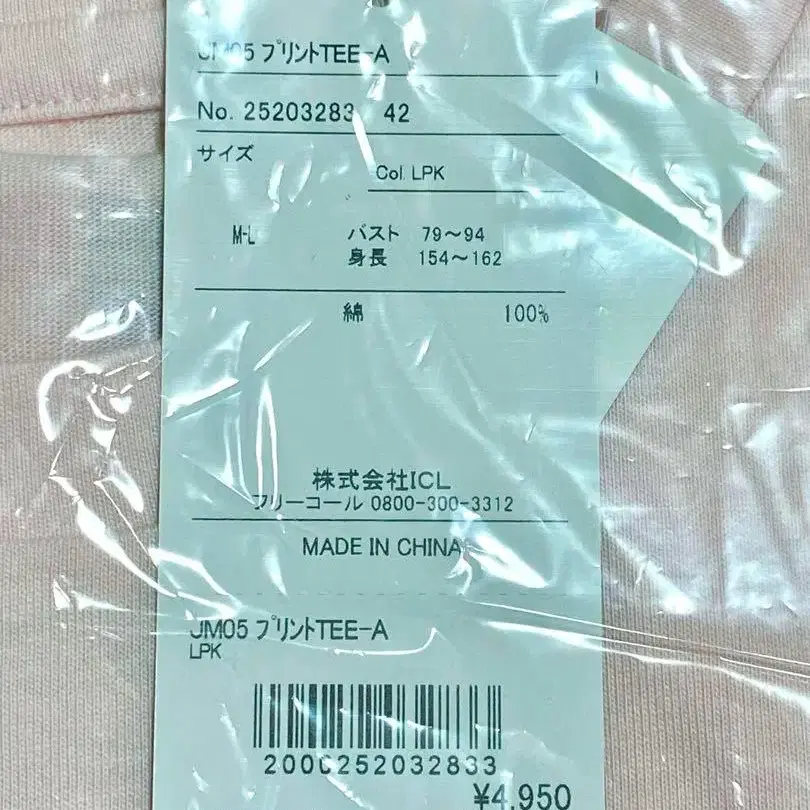 JM05 プリントTEE-A
No. 25203283 42
サイズ
Col LPK
M-L バスト 79～94
身長 154～162
綿 100%
株式会社ICL
フリーコール 0800-300-3312
MADE IN CHINA
JM05 プリントTEE-A
LPK
2000252032833
¥4,950